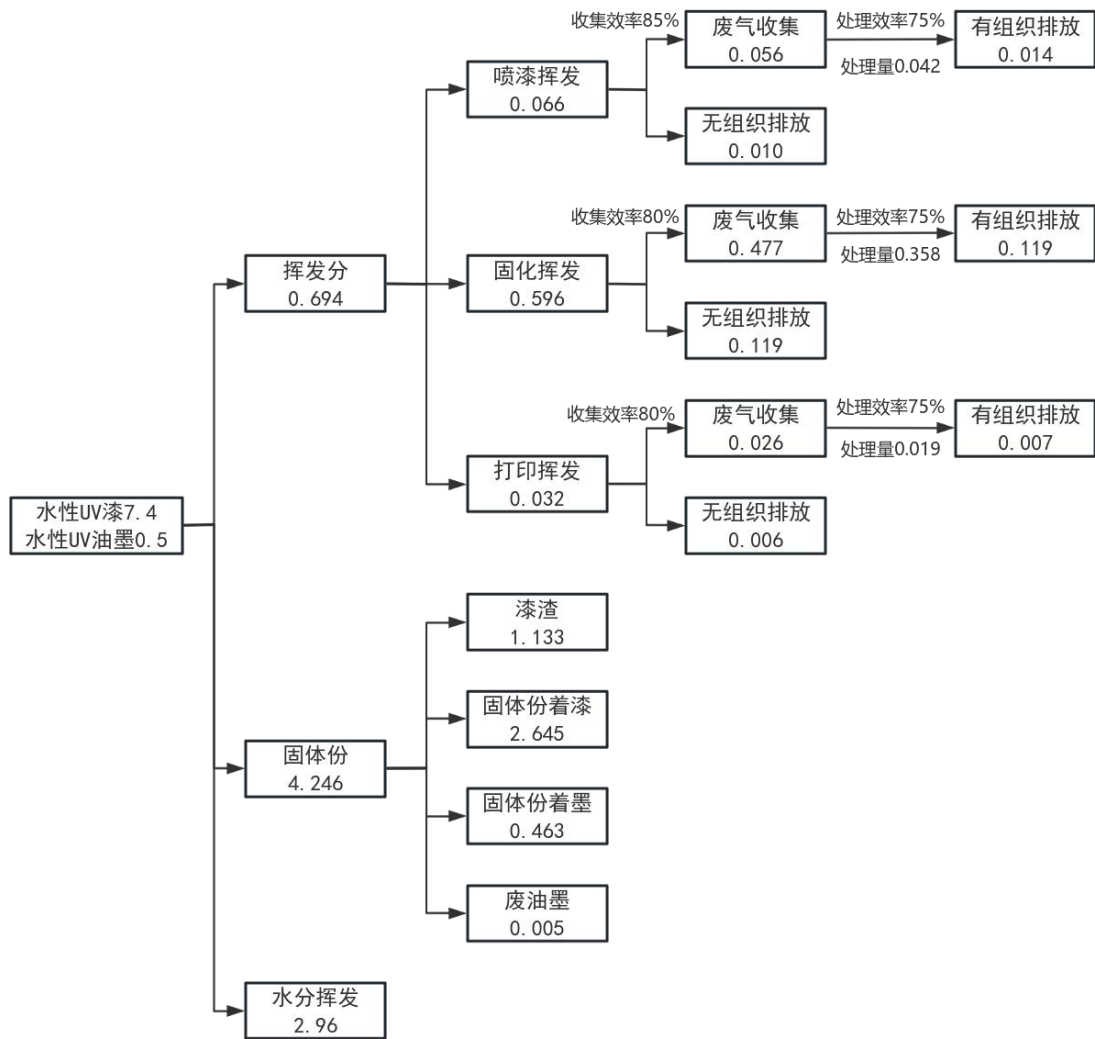 收集效率85%
废气收集
0.056
处理效率75%
处理量0.042
有组织排放
0.014
喷漆挥发
0.066
无组织排放
0.010
收集效率80%
废气收集
0.477
处理效率75%
处理量0.358
有组织排放
0.119
挥发分
0.694
固化挥发
0.596
无组织排放
0.119
收集效率80%
废气收集
0.026
处理效率75%
处理量0.019
有组织排放
0.007
打印挥发
0.032
无组织排放
0.006
水性UV漆7.4
水性UV油墨0.5
漆渣
1.133
固体份着漆
2.645
固体份
4.246
固体份着墨
0.463
废油墨
0.005
水分挥发
2.96